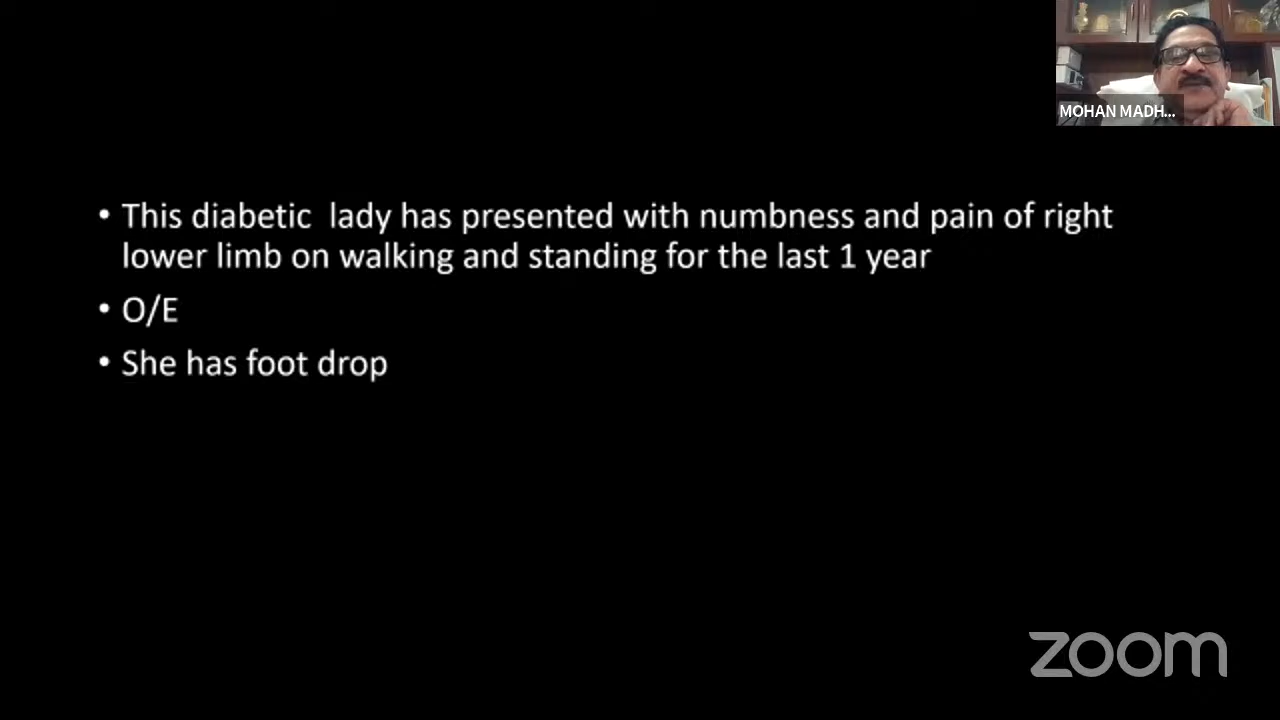 MOHAN MADH...
• This diabetic lady has presented with numbness and pain of right
lower limb on walking and standing for the last 1 year
• O/E
• She has foot drop
zoom